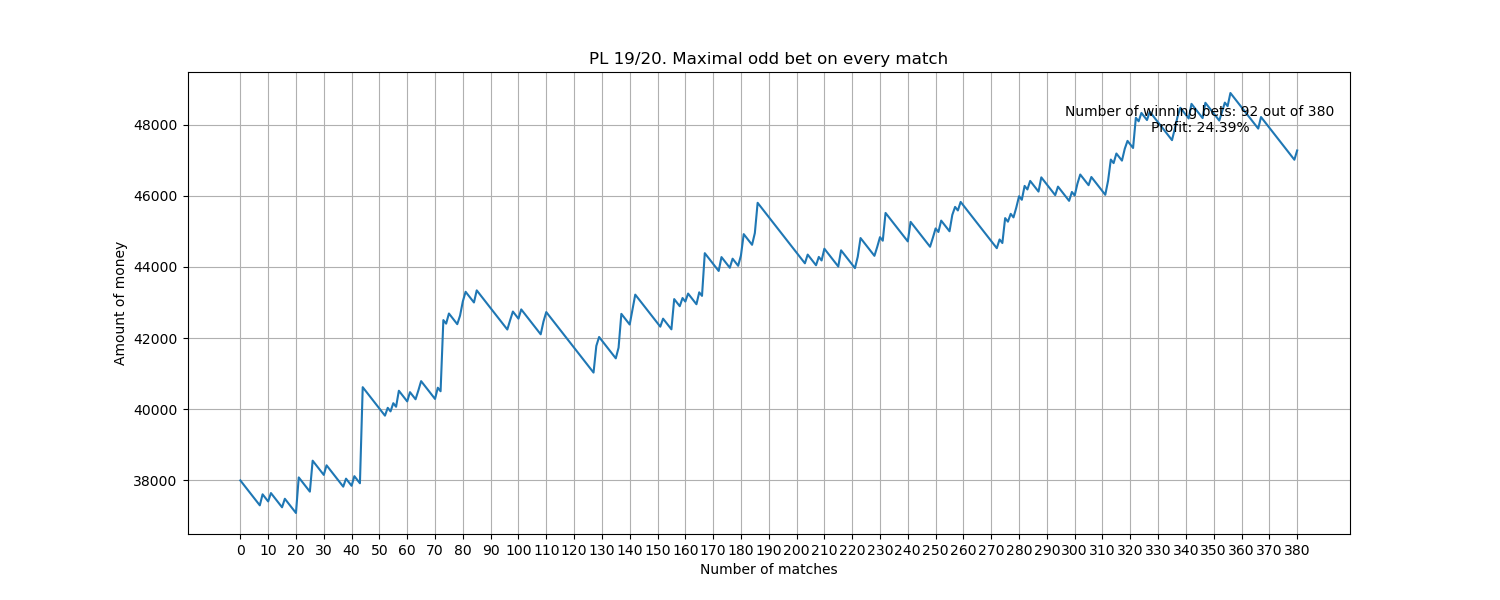 PL 19/20. Maximal odd bet on every match
Number of winning bets: 92 out of 380
Profit: 24.39%
48000
46000
44000
42000
40000
38000
Amount of money
0 10 20 30 40 50 60 70 80 90 100 110 120 130 140 150 160 170 180 190 200 210 220 230 240 250 260 270 280 290 300 310 320 330 340 350 360 370 380
Number of matches